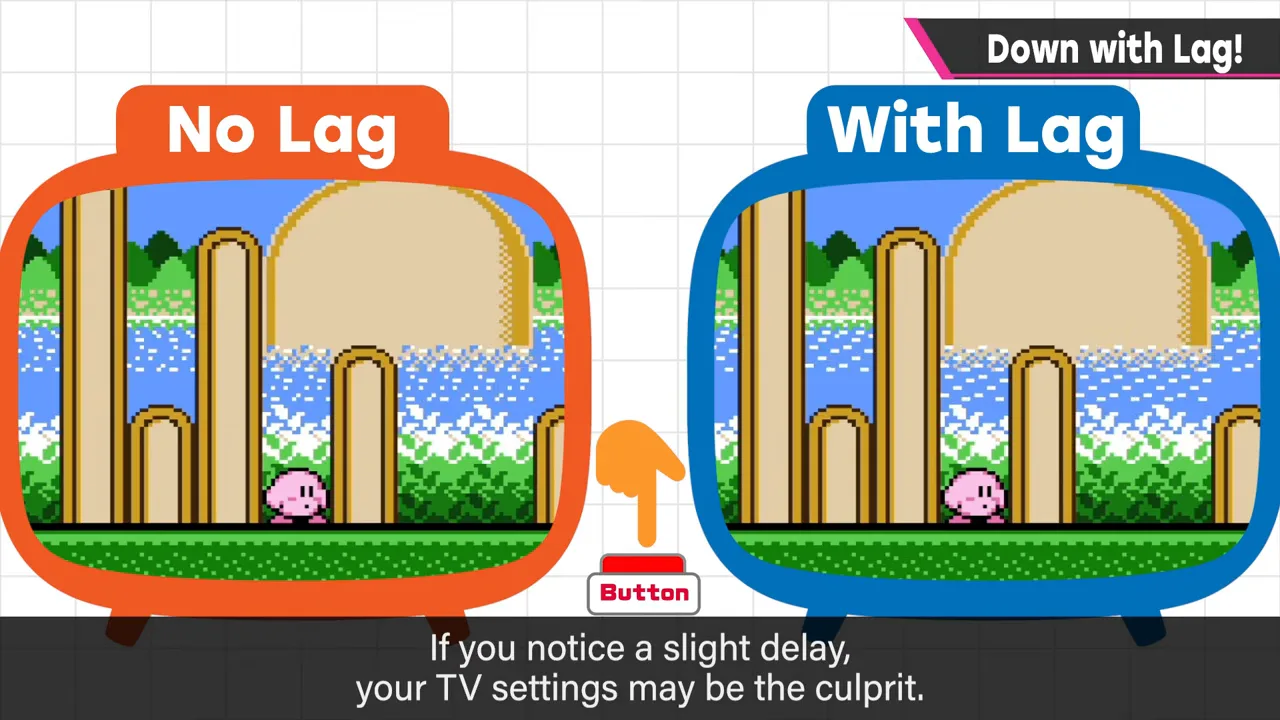 Down with Lag!
No Lag
With Lag
Button
If you notice a slight delay,
your TV settings may be the culprit.